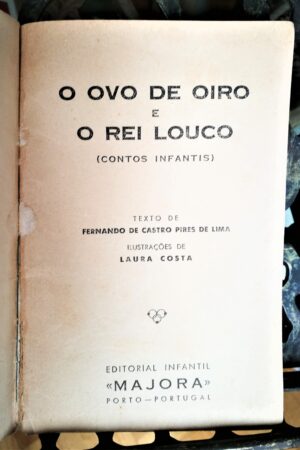 O OVO DE OIRO
E
O REI LOUCO
(CONTOS INFANTIS)
TEXTO DE
FERNANDO DE CASTRO PIRES DE LIMA
ILUSTRAÇÕES DE
LAURA COSTA
EDITORIAL INFANTIL
«MAJORA»
PORTO—PORTUGAL